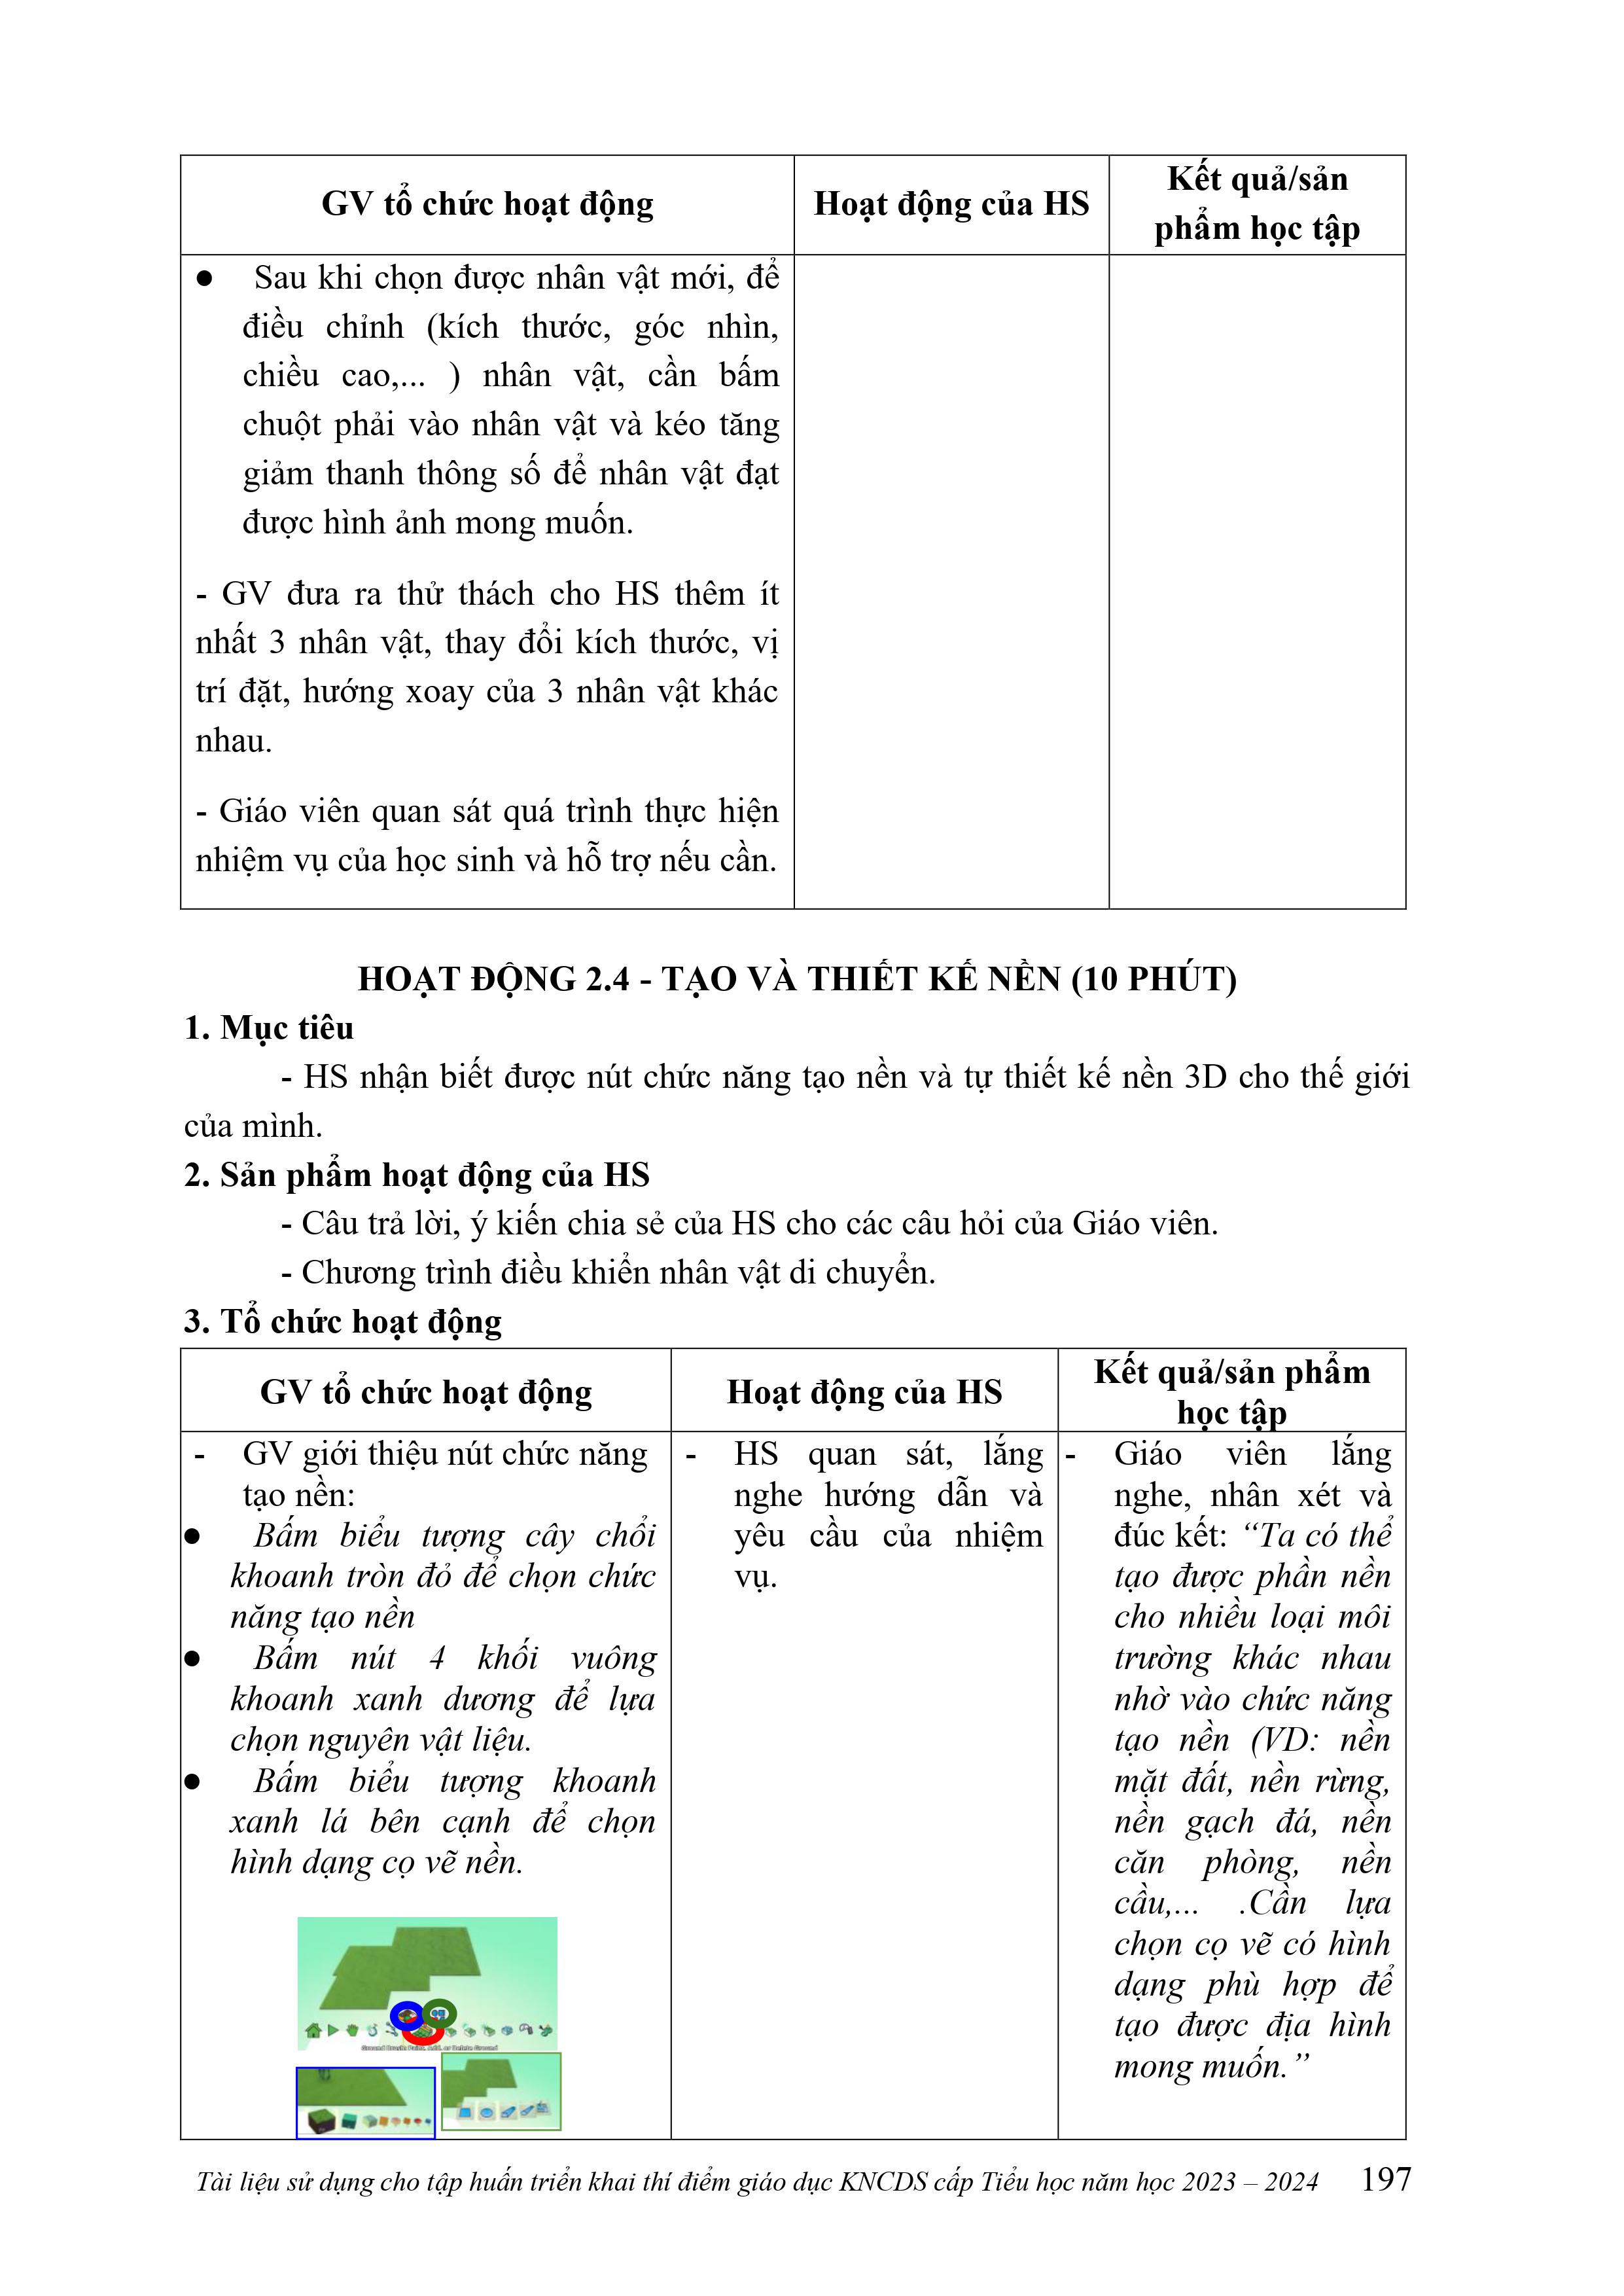 GV tổ chức hoạt động
Hoạt động của HS
Kết quả/sản
phẩm học tập
● Sau khi chọn được nhân vật mới, để
điều chỉnh (kích thước, góc nhìn,
chiều cao,... ) nhân vật, cần bấm
chuột phải vào nhân vật và kéo tăng
giảm thanh thông số để nhân vật đạt
được hình ảnh mong muốn.
- GV đưa ra thử thách cho HS thêm ít
nhất 3 nhân vật, thay đổi kích thước, vị
trí đặt, hướng xoay của 3 nhân vật khác
nhau.
- Giáo viên quan sát quá trình thực hiện
nhiệm vụ của học sinh và hỗ trợ nếu cần.
HOẠT ĐỘNG 2.4 - TẠO VÀ THIẾT KẾ NỀN (10 PHÚT)
1. Mục tiêu
- HS nhận biết được nút chức năng tạo nền và tự thiết kế nền 3D cho thế giới
của mình.
2. Sản phẩm hoạt động của HS
- Câu trả lời, ý kiến chia sẻ của HS cho các câu hỏi của Giáo viên.
- Chương trình điều khiển nhân vật di chuyển.
3. Tổ chức hoạt động
GV tổ chức hoạt động
Hoạt động của HS
Kết quả/sản phẩm
học tập
- GV giới thiệu nút chức năng
tạo nền:
● Bấm biểu tượng cây chổi
khoanh tròn đỏ để chọn chức
năng tạo nền
● Bấm nút 4 khối vuông
khoanh xanh dương để lựa
chọn nguyên vật liệu.
● Bấm biểu tượng khoanh
xanh lá bên cạnh để chọn
hình dạng cọ vẽ nền.
Ground Brush: Paint, Add, or Delete Ground
- HS quan sát, lắng
nghe hướng dẫn và
yêu cầu của nhiệm
vụ.
- Giáo viên lắng
nghe, nhân xét và
đúc kết: “Ta có thể
tạo được phần nền
cho nhiều loại môi
trường khác nhau
nhờ vào chức năng
tạo nền (VD: nền
mặt đất, nền rừng,
nền gạch đá, nền
căn phòng, nền
cầu,... .Cần lựa
chọn cọ vẽ có hình
dạng phù hợp để
tạo được địa hình
mong muốn.”
Tài liệu sử dụng cho tập huấn triển khai thí điểm giáo dục KNCDS cấp Tiểu học năm học 2023 – 2024 197